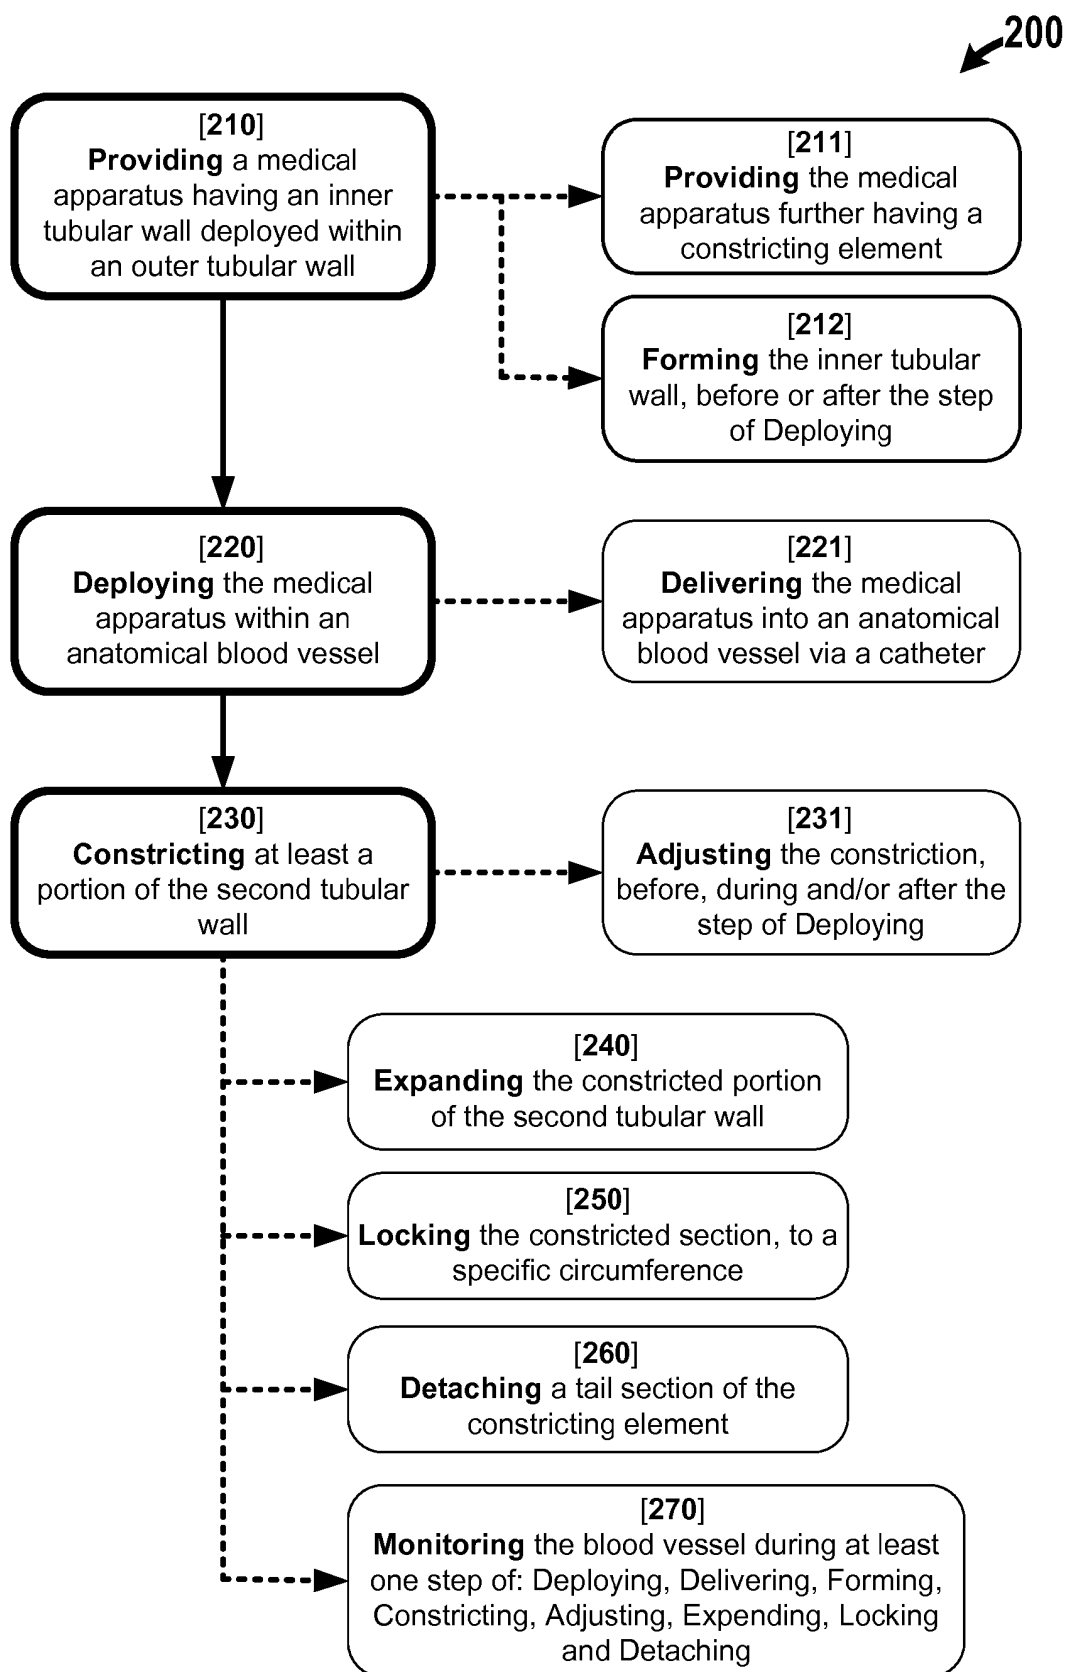 200
[210]
Providing a medical
apparatus having an inner
tubular wall deployed within
an outer tubular wall
[211]
Providing the medical
apparatus further having a
constricting element
[212]
Forming the inner tubular
wall, before or after the step
of Deploying
[220]
Deploying the medical
apparatus within an
anatomical blood vessel
[221]
Delivering the medical
apparatus into an anatomical
blood vessel via a catheter
[230]
Constricting at least a
portion of the second tubular
wall
[231]
Adjusting the constriction,
before, during and/or after the
step of Deploying
[240]
Expanding the constricted portion
of the second tubular wall
[250]
Locking the constricted section, to a
specific circumference
[260]
Detaching a tail section of the
constricting element
[270]
Monitoring the blood vessel during at least
one step of: Deploying, Delivering, Forming,
Constricting, Adjusting, Expending, Locking
and Detaching